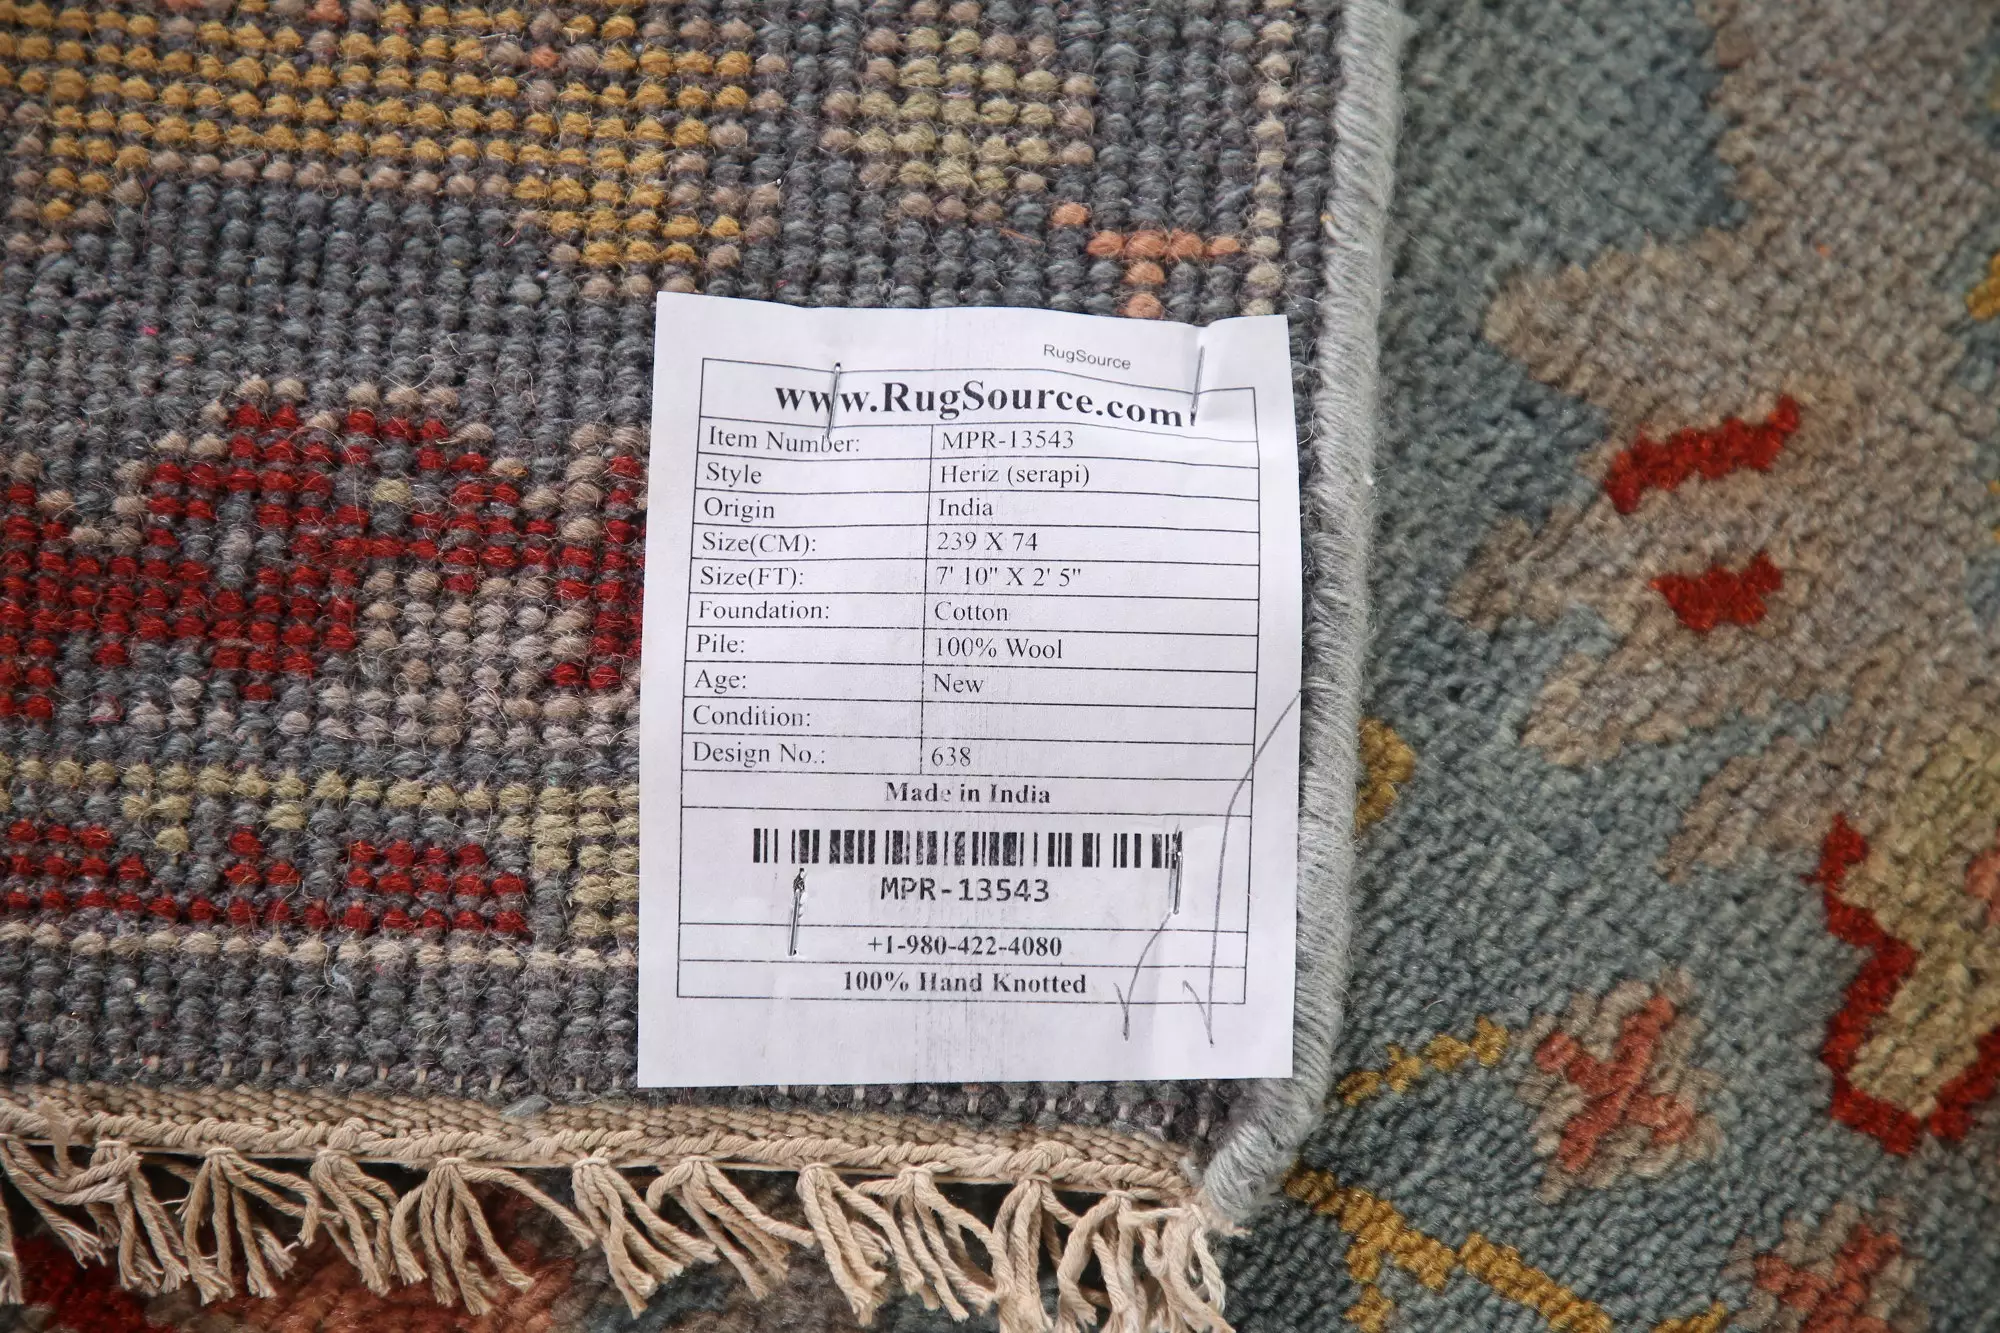 RugSource
www.RugSource.com
Item Number: MPR-13543
Style Heriz (serapi)
Origin India
Size(CM): 239 X 74
Size(FT): 7' 10" X 2' 5"
Foundation: Cotton
Pile: 100% Wool
Age: New
Condition:
Design No.: 638
Made in India
MPR-13543
+1-980-422-4080
100% Hand Knotted